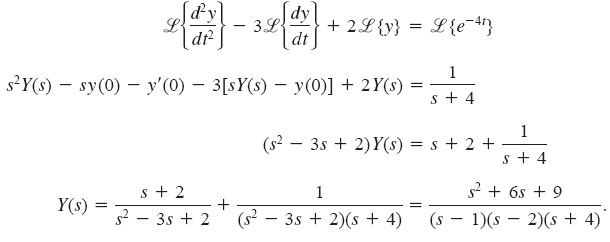 ℒ{d²y/dt²} − 3ℒ{dy/dt} + 2ℒ{y} = ℒ{e⁻⁴ᵗ}
s²Y(s) − sy(0) − y′(0) − 3[sY(s) − y(0)] + 2Y(s) = 1/(s + 4)
(s² − 3s + 2)Y(s) = s + 2 + 1/(s + 4)
Y(s) = (s + 2)/(s² − 3s + 2) + 1/((s² − 3s + 2)(s + 4)) = (s² + 6s + 9)/((s − 1)(s − 2)(s + 4)).